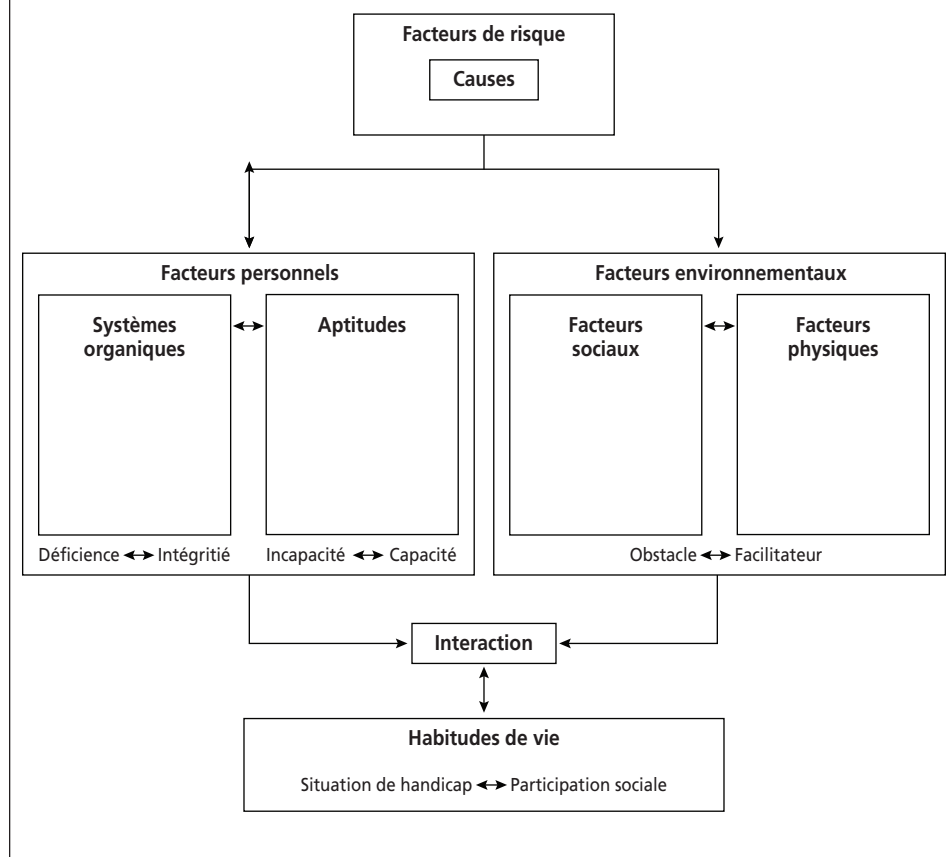 Facteurs de risque
Causes
Facteurs personnels
Systèmes
organiques
Aptitudes
Déficience Intégritié
Incapacité Capacité
Facteurs environnementaux
Facteurs
sociaux
Facteurs
physiques
Obstacle Facilitateur
Interaction
Habitudes de vie
Situation de handicap Participation sociale